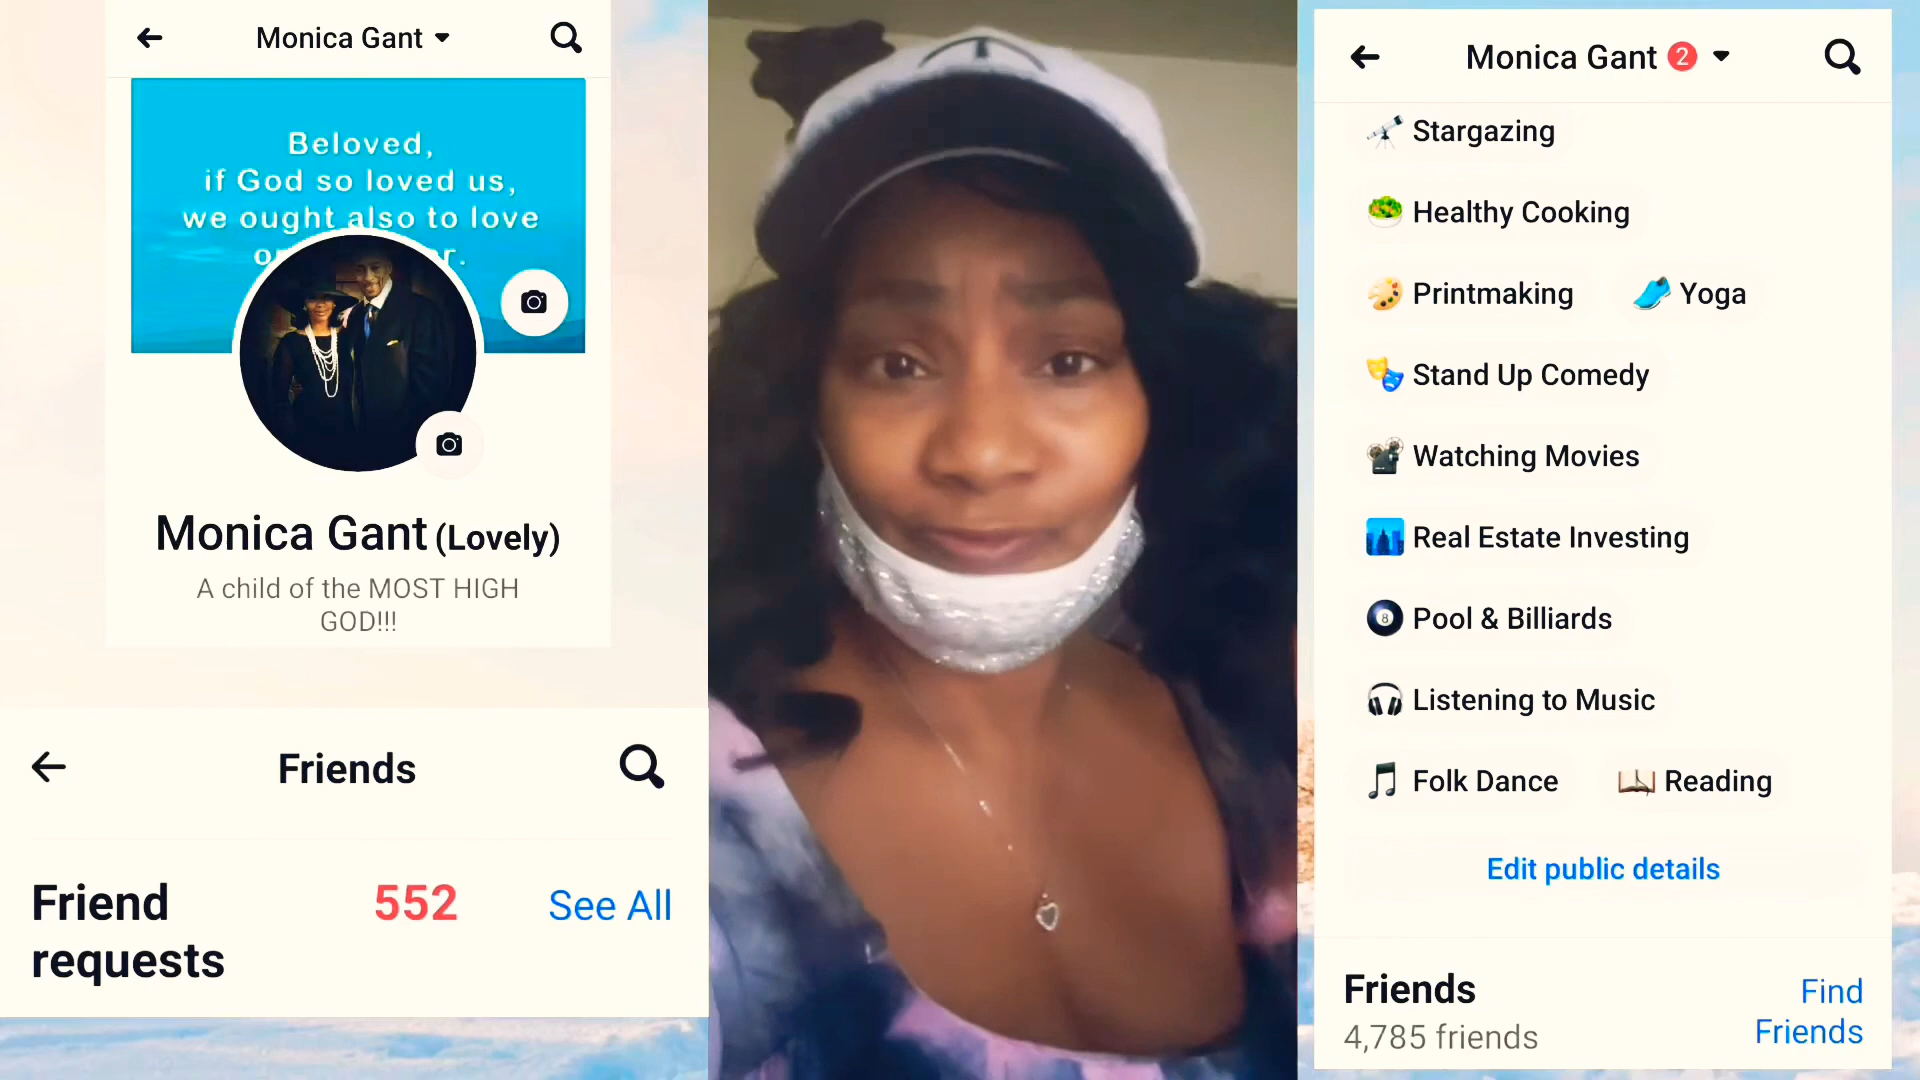 Monica Gant
Beloved,
if God so loved us,
we ought also to love
Monica Gant (Lovely)
A child of the MOST HIGH
GOD!!!
Friends
Friend 552 See All
requests
Monica Gant 2
Stargazing
Healthy Cooking
Printmaking Yoga
Stand Up Comedy
Watching Movies
Real Estate Investing
8 Pool & Billiards
Listening to Music
Folk Dance Reading
Edit public details
Friends Find
4,785 friends Friends